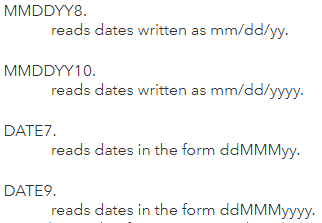 MMDDYY8.
reads dates written as mm/dd/yy.
MMDDYY10.
reads dates written as mm/dd/yyyy.
DATE7.
reads dates in the form ddMMMyy.
DATE9.
reads dates in the form ddMMMyyyy.